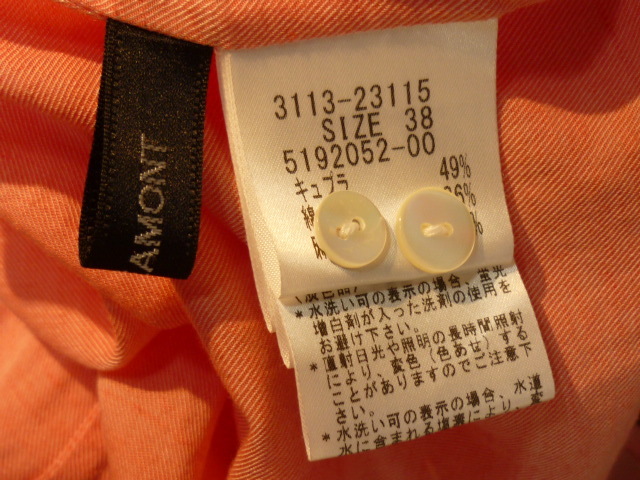 AMONT
3113-23115
SIZE 38
5192052-00
キュプラ 49%
綿
(淡色品)
*水洗い可の表示の場合、蛍光
増白剤が入った洗剤の使用を
お避け下さい。
*直射日光や照明の長時間照射
により、変色(色あせ)する
ことがありますのでご注意下
さい。
*水洗い可の表示の場合、水道
水に含まれる塩素により、変